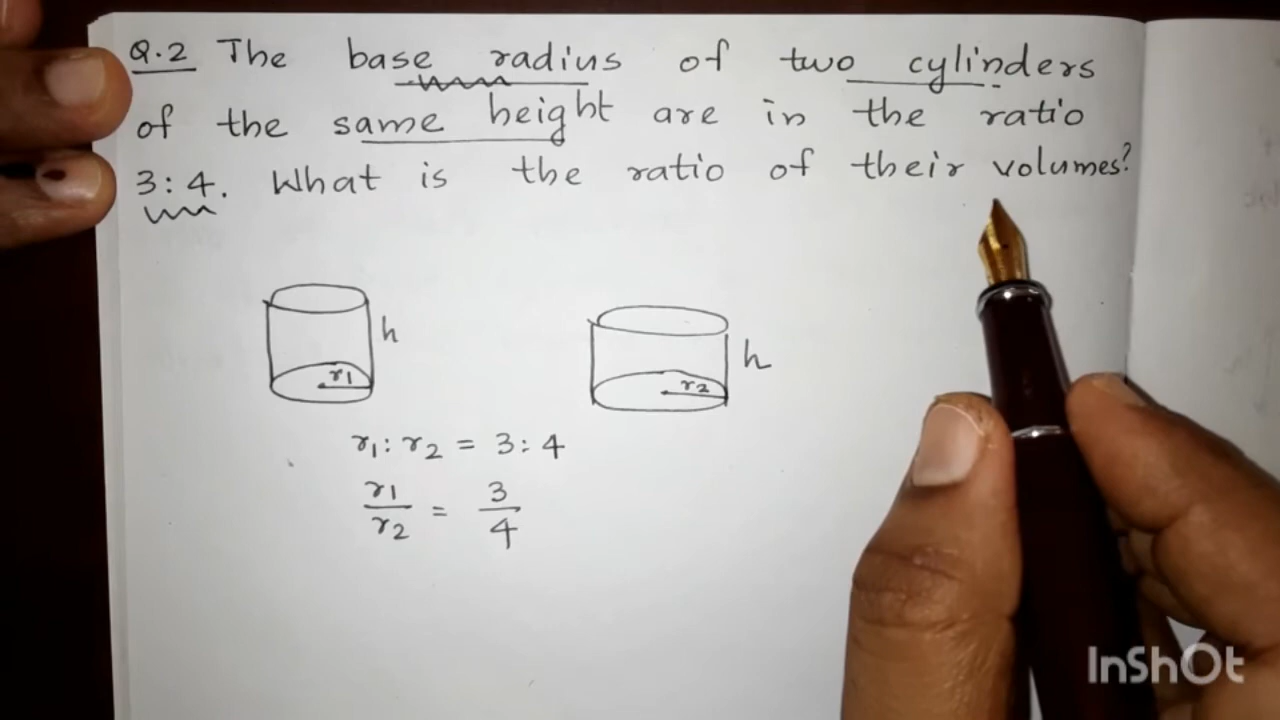 Q.2 The base radius of two cylinders
of the same height are in the ratio
3:4. What is the ratio of their volumes?
h
r1
h
r2
r1:r2 = 3:4
r1/r2 = 3/4
InShOt